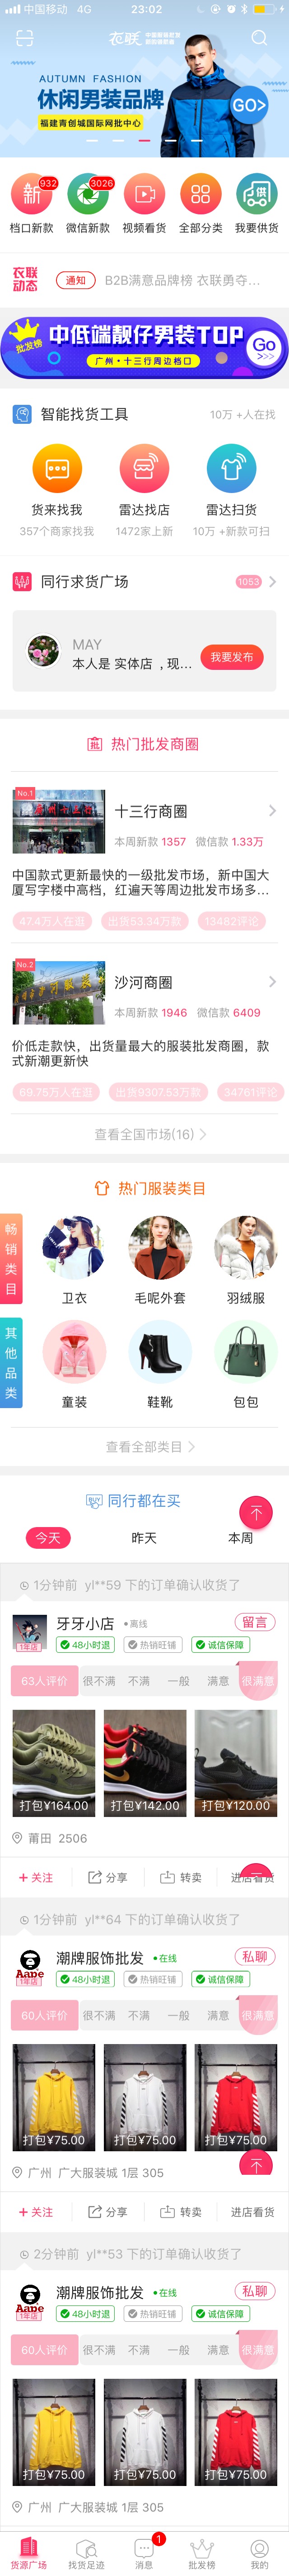 中国移动 4G 23:02
衣联
AUTUMN FASHION
休闲男装品牌
福建青创城国际网批中心
GO>
新 932 3026
档口新款 微信新款 视频看货 全部分类 我要供货
衣联动态 通知 B2B满意品牌榜 衣联勇夺...
批发榜 中低端靓仔男装TOP
广州·十三行周边档口
Go >>>
智能找货工具 10万+人在找
货来找我 雷达找店 雷达扫货
357个商家找我 1472家上新 10万+新款可扫
同行求货广场 1053
MAY
本人是 实体店 ，现... 我要发布
热门批发商圈
No.1
十三行商圈
本周新款 1357 微信款 1.33万
中国款式更新最快的一级批发市场，新中国大
厦写字楼中高档，红遍天等周边批发市场多...
47.4万人在逛 出货53.34万款 13482评论
No.2
沙河商圈
本周新款 1946 微信款 6409
价低走款快，出货量最大的服装批发商圈，款
式新潮更新快
69.75万人在逛 出货9307.53万款 34761评论
查看全国市场(16)
热门服装类目
畅销类目
卫衣 毛呢外套 羽绒服
其他品类
童装 鞋靴 包包
查看全部类目
BUY 同行都在买
今天 昨天 本周
1分钟前 yl**59 下的订单确认收货了
牙牙小店 离线 留言
1年店 48小时退 热销旺铺 诚信保障
63人评价 很不满 不满 一般 满意 很满意
打包¥164.00 打包¥142.00 打包¥120.00
莆田 2506
+关注 分享 转卖 进店看货
1分钟前 yl**64 下的订单确认收货了
潮牌服饰批发 在线 私聊
Aape 1年店 48小时退 热销旺铺 诚信保障
60人评价 很不满 不满 一般 满意 很满意
打包¥75.00 打包¥75.00 打包¥75.00
广州 广大服装城 1层 305
+关注 分享 转卖 进店看货
2分钟前 yl**53 下的订单确认收货了
潮牌服饰批发 在线 私聊
Aape 1年店 48小时退 热销旺铺 诚信保障
60人评价 很不满 不满 一般 满意 很满意
打包¥75.00 打包¥75.00 打包¥75.00
广州 广大服装城 1层 305
1
货源广场 找货足迹 消息 批发榜 我的